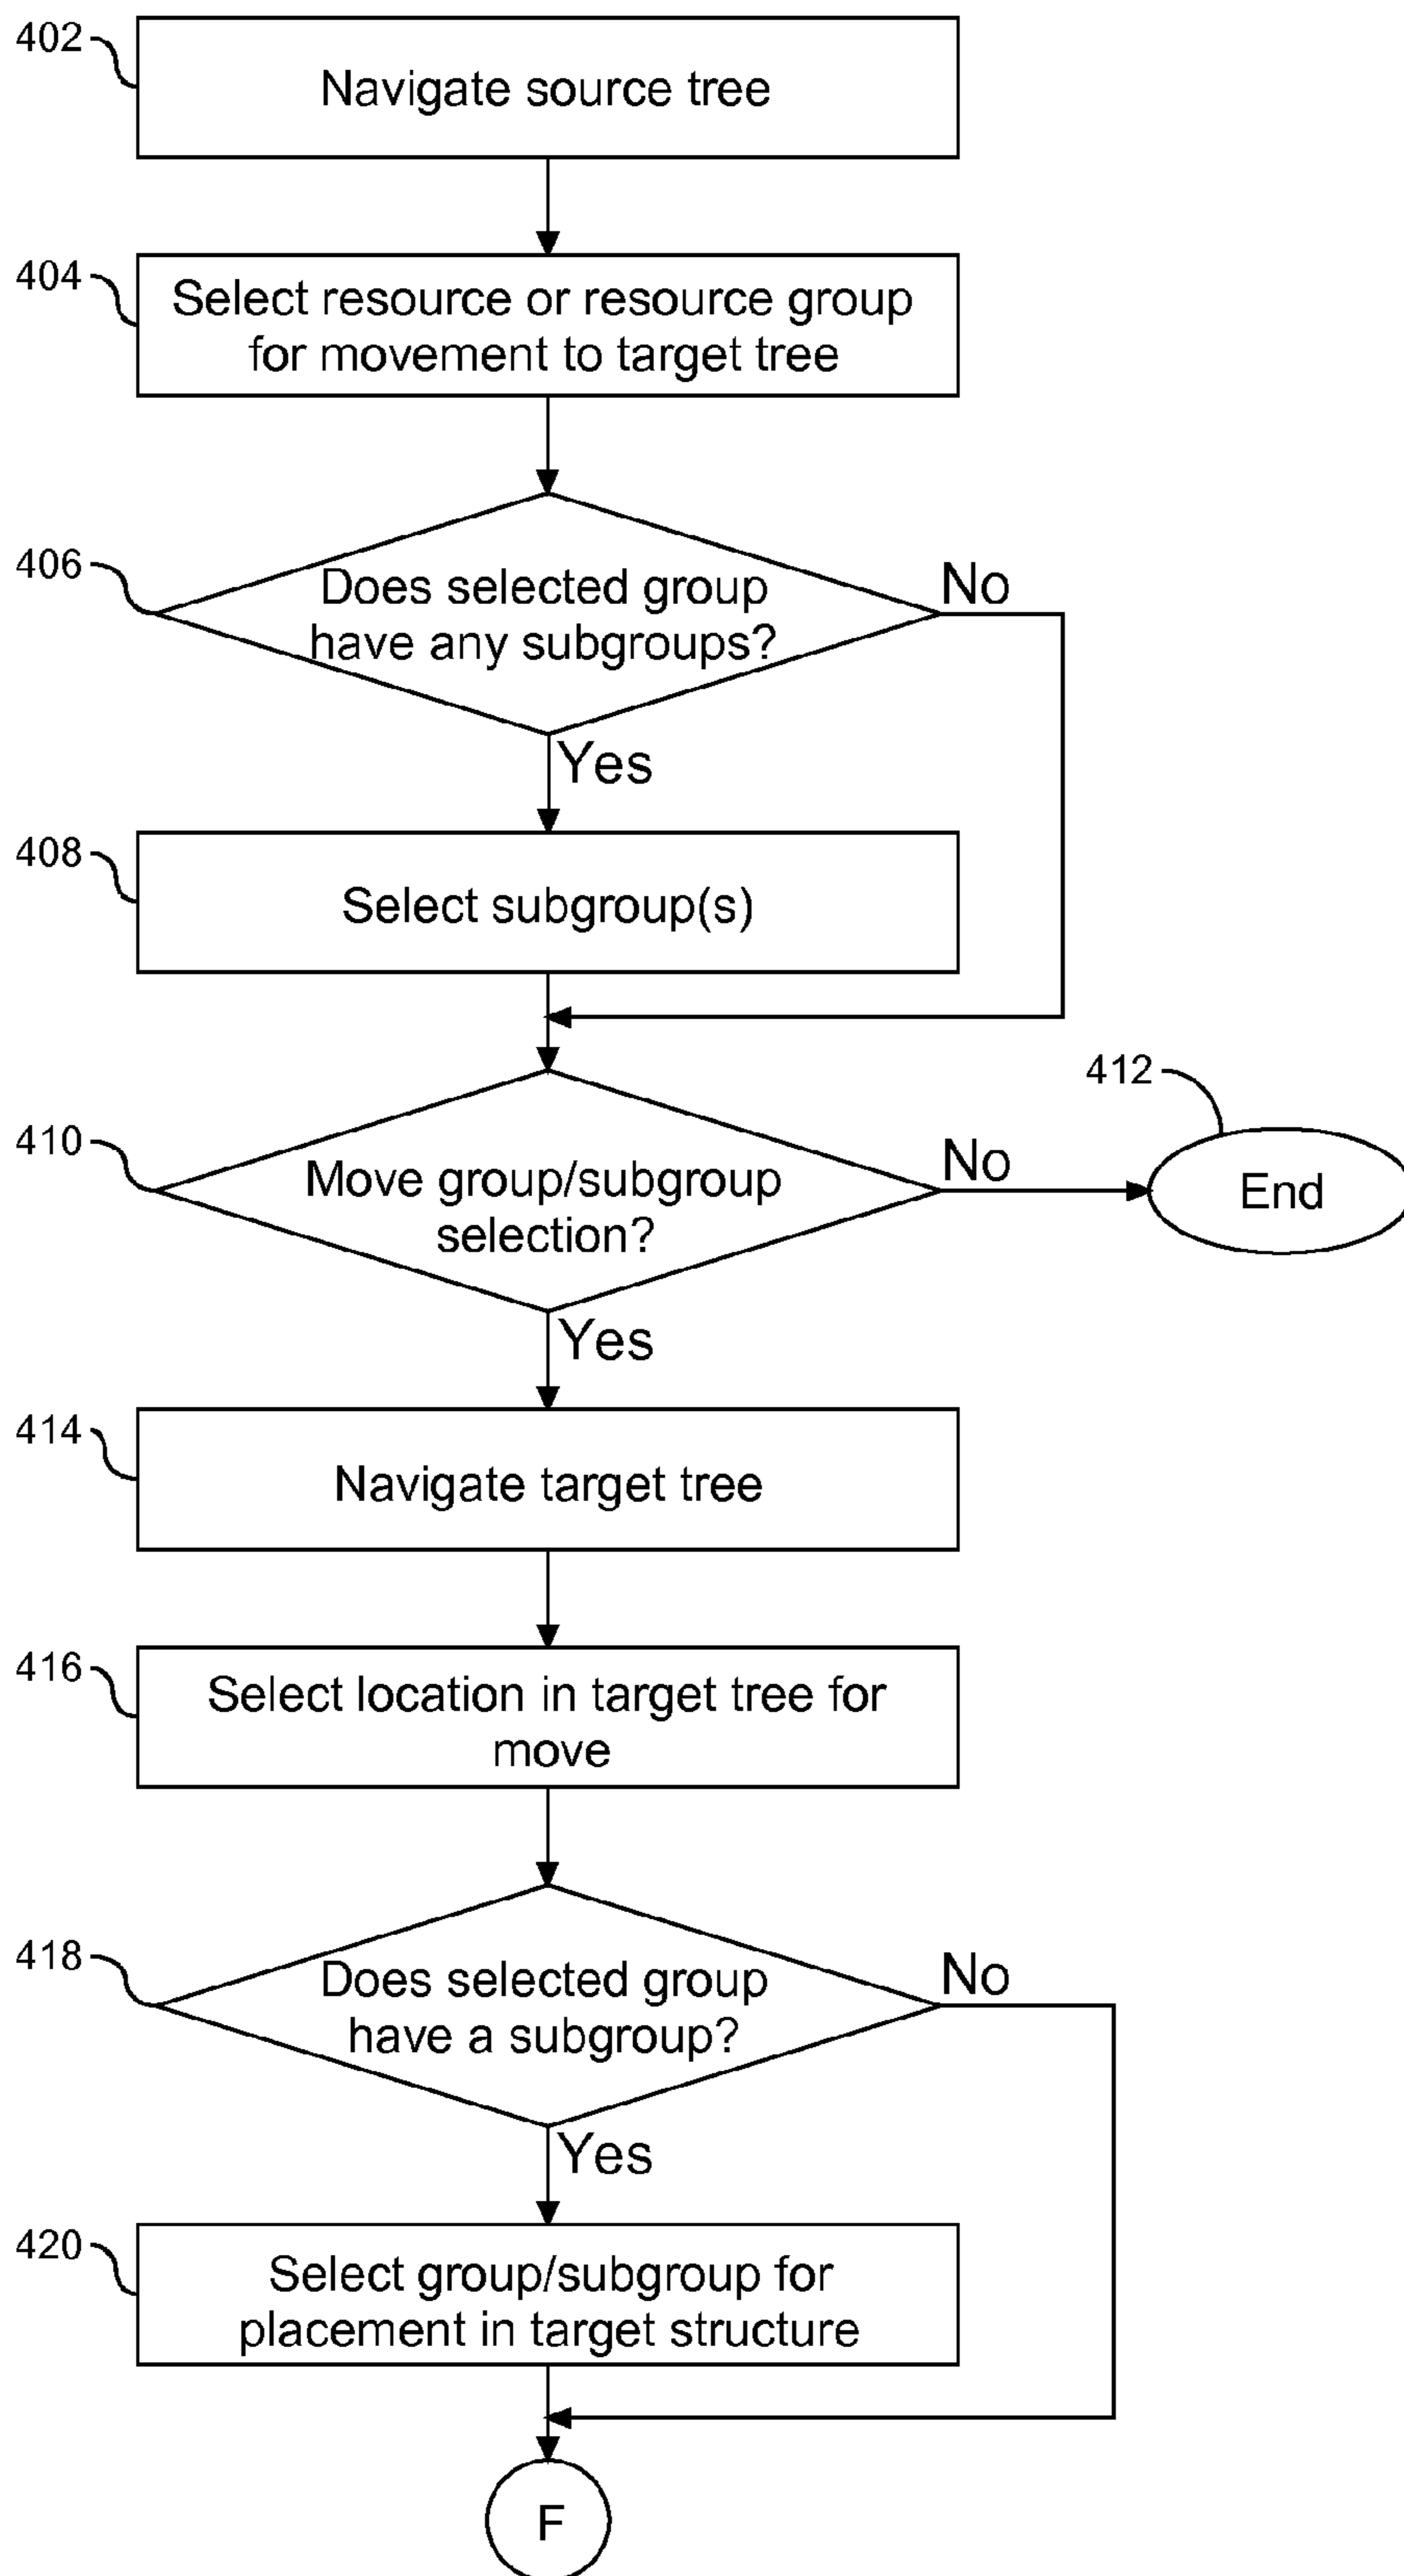 402
Navigate source tree
404
Select resource or resource group
for movement to target tree
406
Does selected group
have any subgroups?
No
Yes
408
Select subgroup(s)
410
Move group/subgroup
selection?
No
412
End
Yes
414
Navigate target tree
416
Select location in target tree for
move
418
Does selected group
have a subgroup?
No
Yes
420
Select group/subgroup for
placement in target structure
F